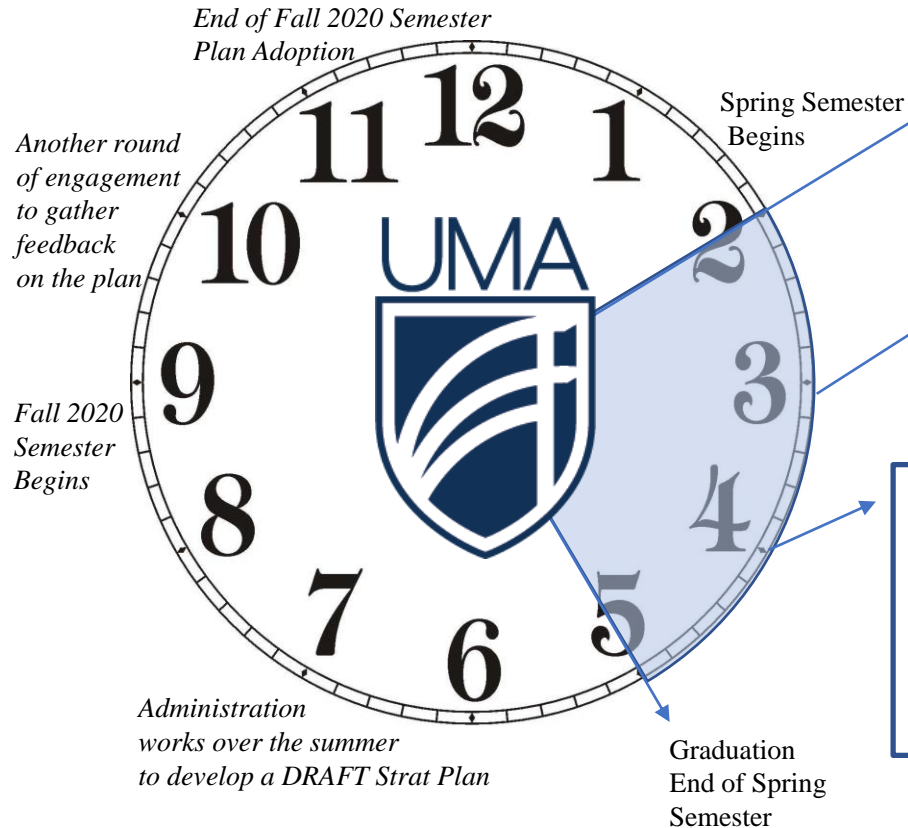 End of Fall 2020 Semester
Plan Adoption
Spring Semester
Begins
Another round
of engagement
to gather
feedback
on the plan
Fall 2020
Semester
Begins
12
1
2
3
4
5
6
7
8
9
10
11
UMA
Administration
works over the summer
to develop a DRAFT Strat Plan
Graduation
End of Spring
Semester